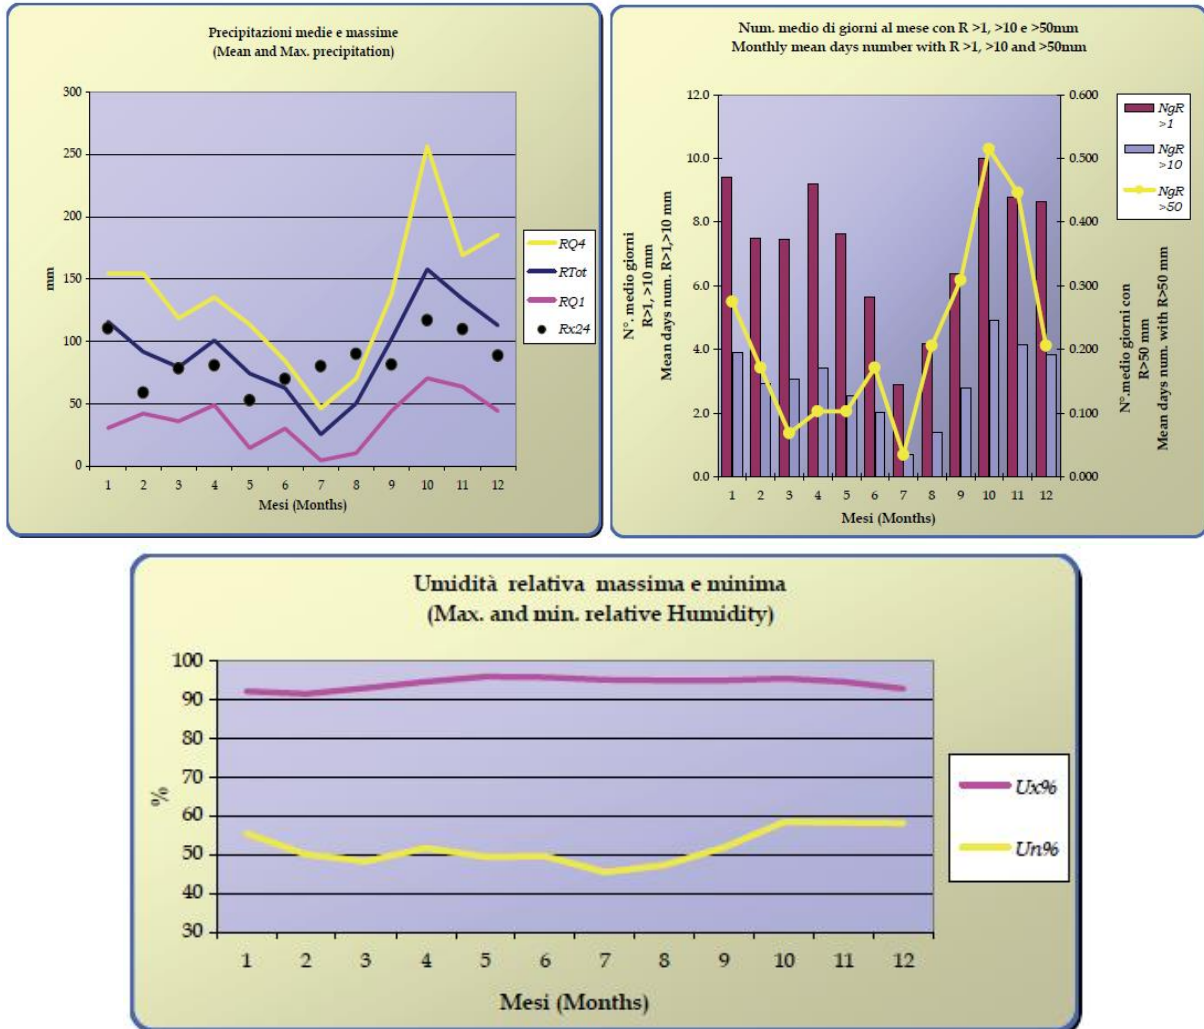 Precipitazioni medie e massime
(Mean and Max. precipitation)
300
250
200
150
100
50
0
mm
1 2 3 4 5 6 7 8 9 10 11 12
Mesi (Months)
RQ4
RTot
RQ1
Rx24
Num. medio di giorni al mese con R >1, >10 e >50mm
Monthly mean days number with R >1, >10 and >50mm
12.0
10.0
8.0
6.0
4.0
2.0
0.0
N°. medio giorni
R>1, >10 mm
Mean days num. R>1,>10 mm
0.600
0.500
0.400
0.300
0.200
0.100
0.000
N°.medio giorni con
R>50 mm
Mean days num. with R>50 mm
1 2 3 4 5 6 7 8 9 10 11 12
Mesi (Months)
NgR
>1
NgR
>10
NgR
>50
Umidità relativa massima e minima
(Max. and min. relative Humidity)
100
90
80
70
60
50
40
30
%
1 2 3 4 5 6 7 8 9 10 11 12
Mesi (Months)
Ux%
Un%